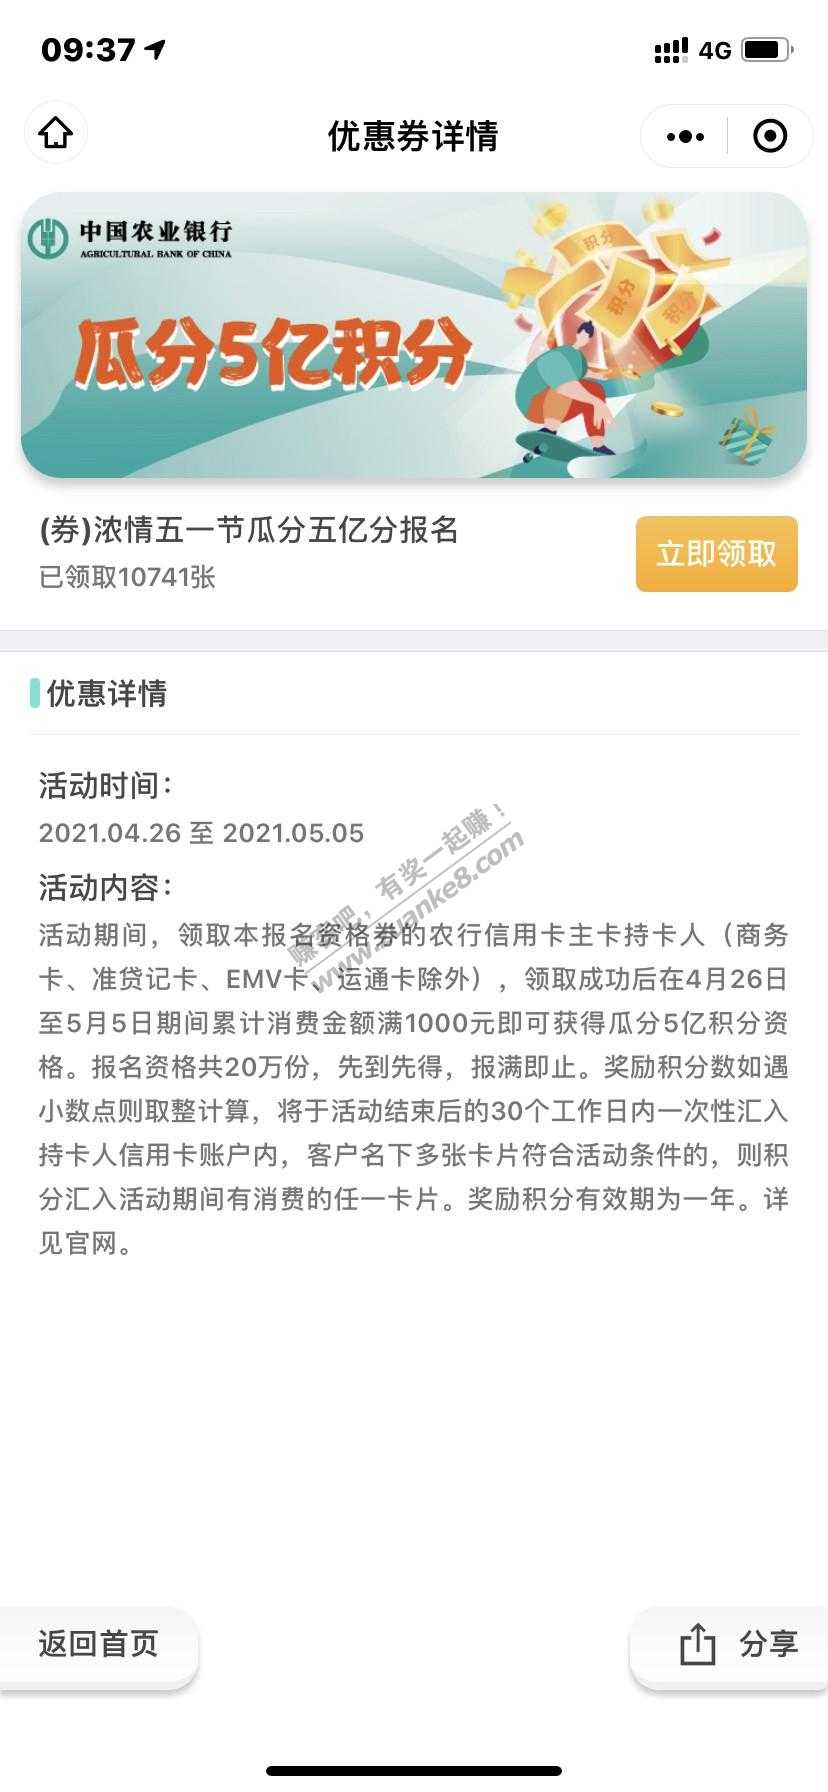 09:37
4G
优惠券详情
中国农业银行
AGRICULTURAL BANK OF CHINA
瓜分5亿积分
积分
积分
积分
(券)浓情五一节瓜分五亿分报名
已领取10741张
立即领取
优惠详情
活动时间：
2021.04.26 至 2021.05.05
活动内容：
活动期间，领取本报名资格券的农行信用卡主卡持卡人（商务
卡、准贷记卡、EMV卡、运通卡除外），领取成功后在4月26日
至5月5日期间累计消费金额满1000元即可获得瓜分5亿积分资
格。报名资格共20万份，先到先得，报满即止。奖励积分数如遇
小数点则取整计算，将于活动结束后的30个工作日内一次性汇入
持卡人信用卡账户内，客户名下多张卡片符合活动条件的，则积
分汇入活动期间有消费的任一卡片。奖励积分有效期为一年。详
见官网。
赚客吧，有奖一起赚！
www.zuanke8.com
返回首页
分享